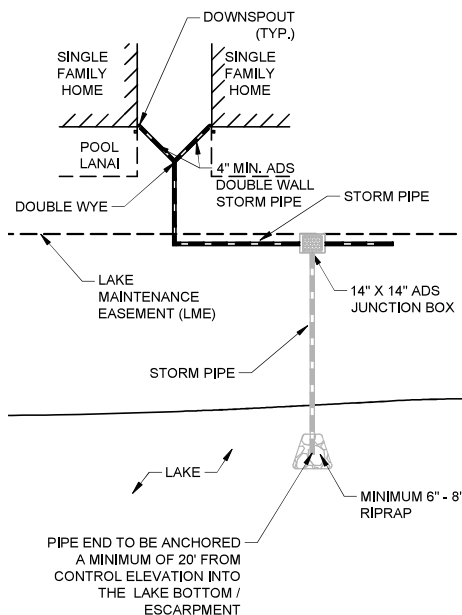 DOWNSPOUT
(TYP.)
SINGLE
FAMILY
HOME
SINGLE
FAMILY
HOME
POOL
LANAI
4" MIN. ADS
DOUBLE WALL
STORM PIPE
STORM PIPE
DOUBLE WYE
LAKE
MAINTENANCE
EASEMENT (LME)
14" X 14" ADS
JUNCTION BOX
STORM PIPE
LAKE
MINIMUM 6" - 8"
RIPRAP
PIPE END TO BE ANCHORED
A MINIMUM OF 20' FROM
CONTROL ELEVATION INTO
THE LAKE BOTTOM /
ESCARPMENT